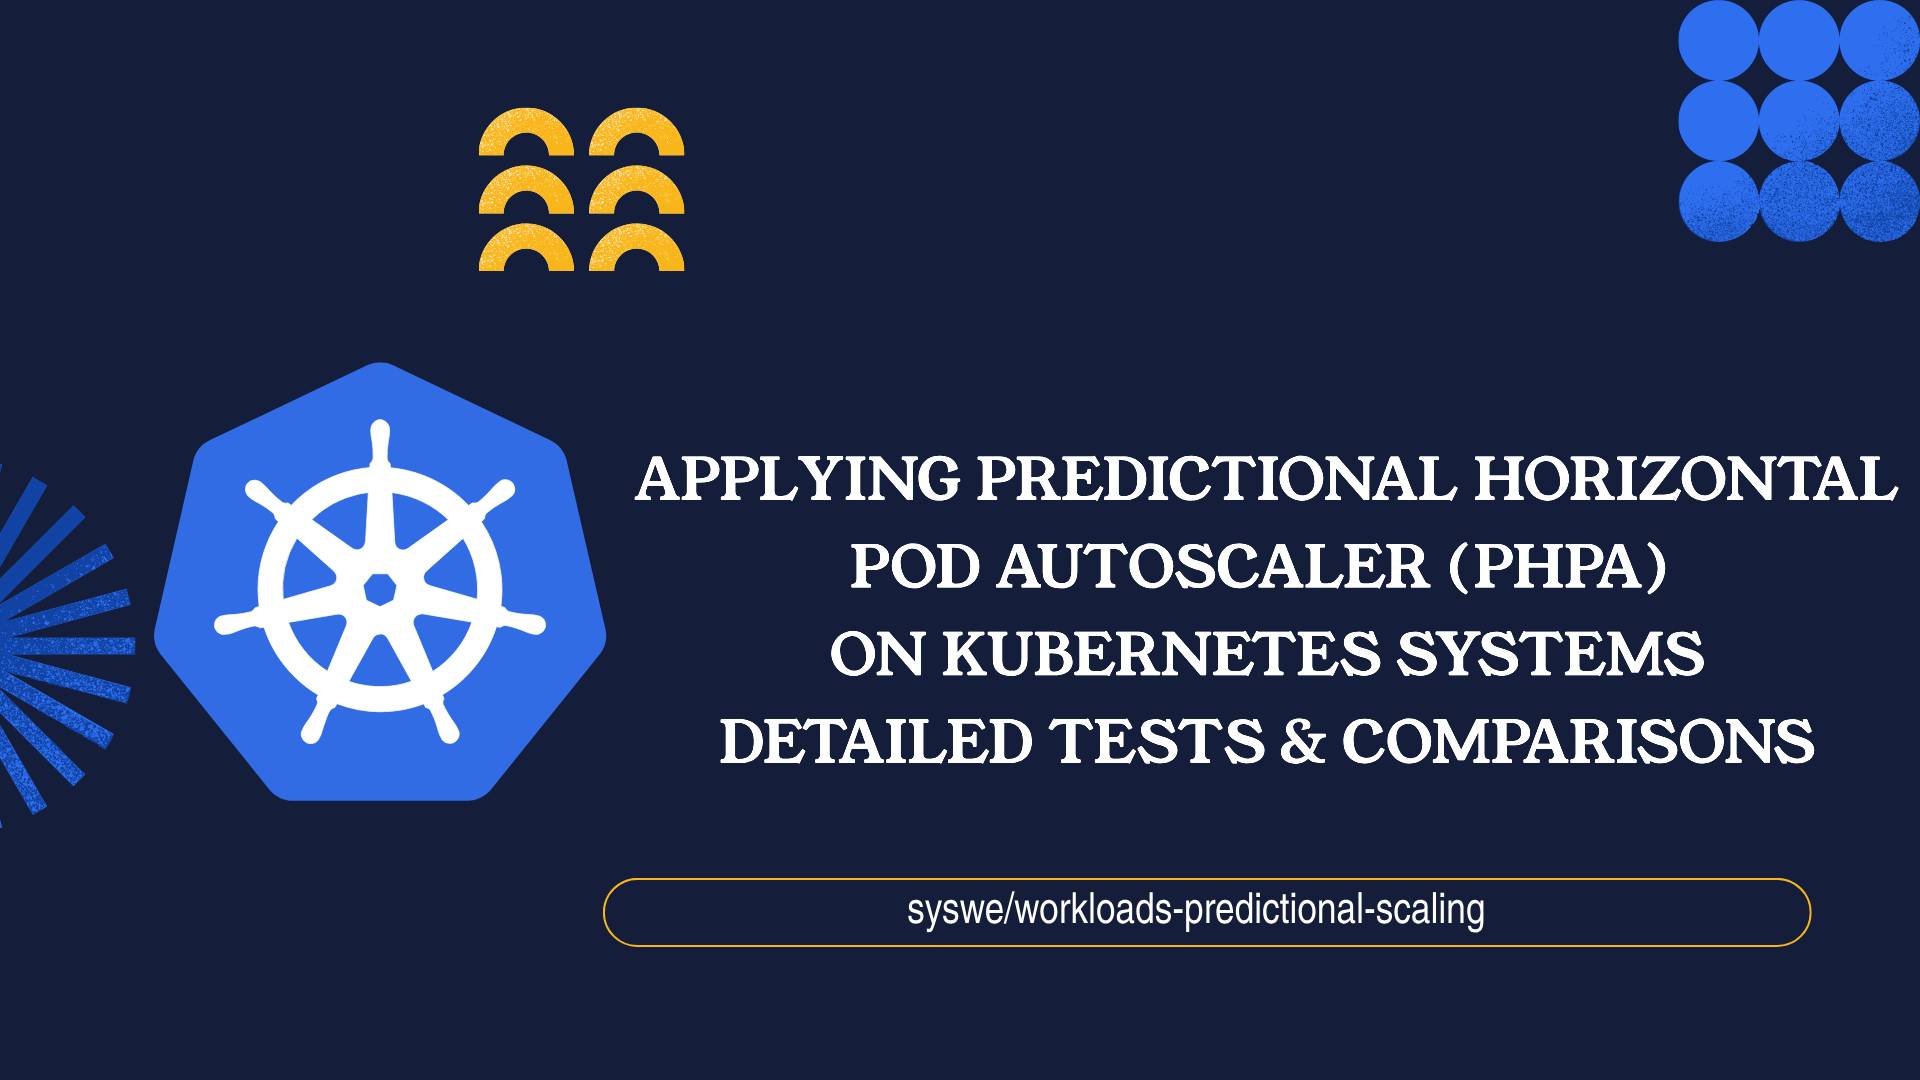 APPLYING PREDICTIONAL HORIZONTAL
POD AUTOSCALER (PHPA)
ON KUBERNETES SYSTEMS
DETAILED TESTS & COMPARISONS
syswe/workloads-predictional-scaling